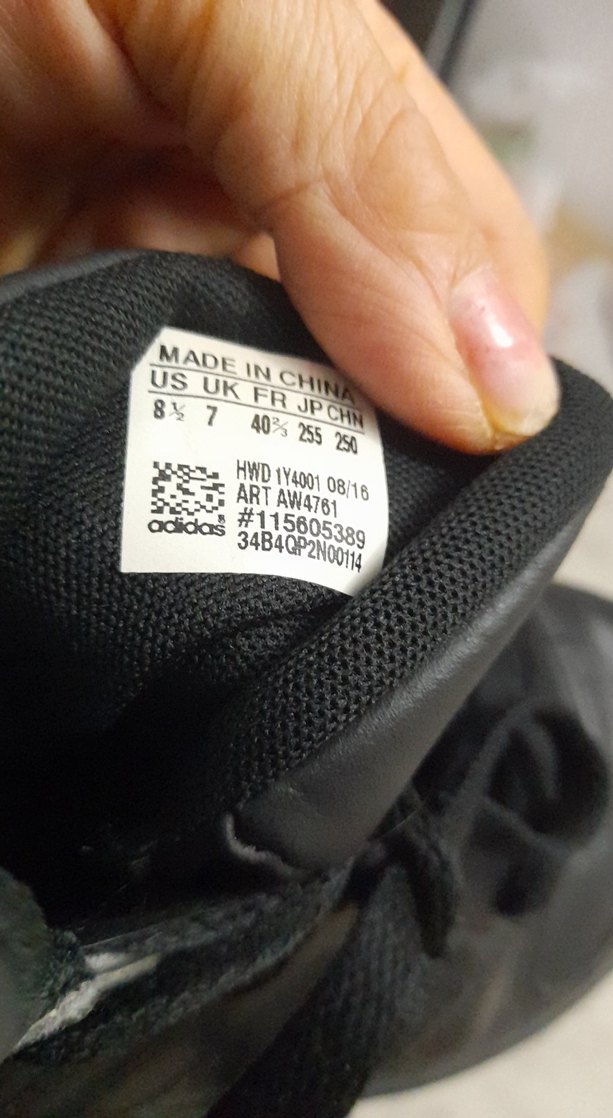 MADE IN CHINA
US UK FR JP CHN
8½ 7 40⅔ 255 250
HWD 1Y4001 08/16
ART AW4761
#115605389
34B4QP2N00114
adidas